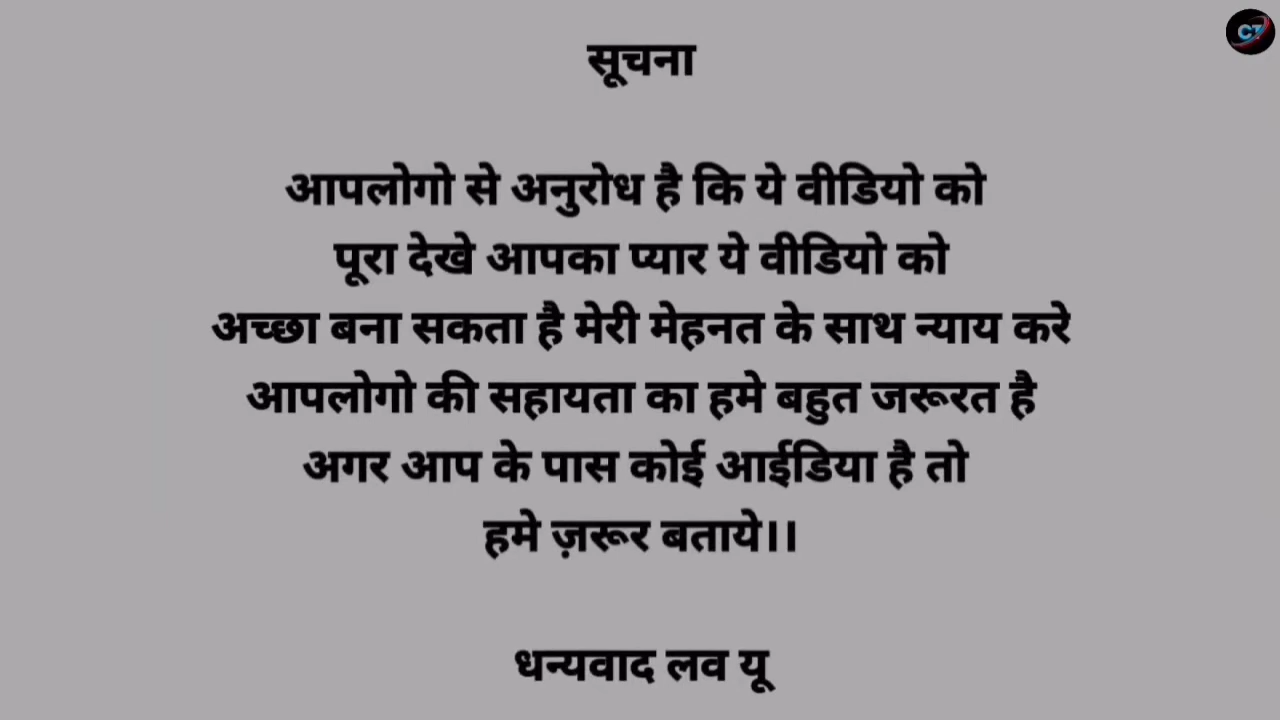 सूचना
आपलोगो से अनुरोध है कि ये वीडियो को
पूरा देखे आपका प्यार ये वीडियो को
अच्छा बना सकता है मेरी मेहनत के साथ न्याय करे
आपलोगो की सहायता का हमे बहुत जरूरत है
अगर आप के पास कोई आईडिया है तो
हमे ज़रूर बताये।।
धन्यवाद लव यू